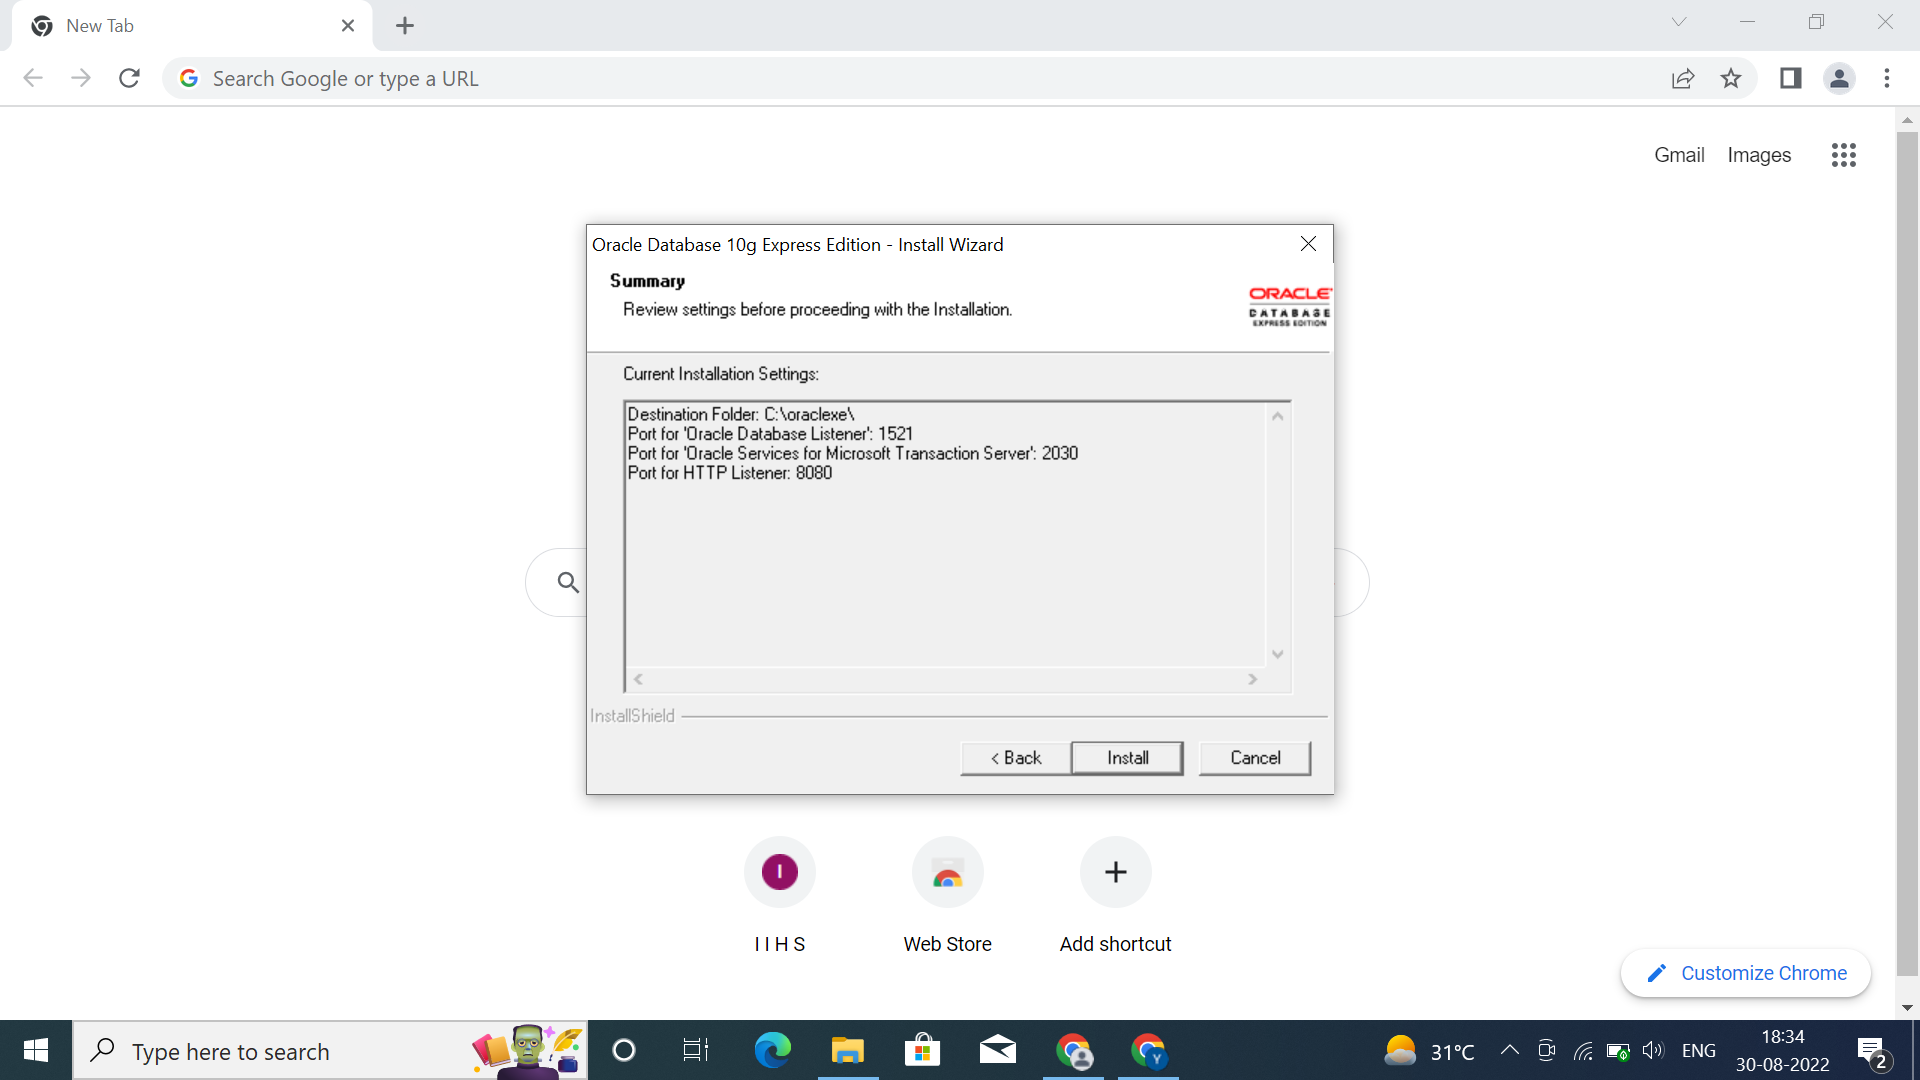 New Tab
Search Google or type a URL
Gmail Images
Oracle Database 10g Express Edition - Install Wizard
Summary
Review settings before proceeding with the Installation.
ORACLE
DATABASE
EXPRESS EDITION
Current Installation Settings:
Destination Folder: C:\oraclexe\
Port for 'Oracle Database Listener': 1521
Port for 'Oracle Services for Microsoft Transaction Server': 2030
Port for HTTP Listener: 8080
InstallShield
< Back Install Cancel
I
I I H S Web Store Add shortcut
Customize Chrome
Type here to search
Y
31°C
ENG
18:34
30-08-2022
2